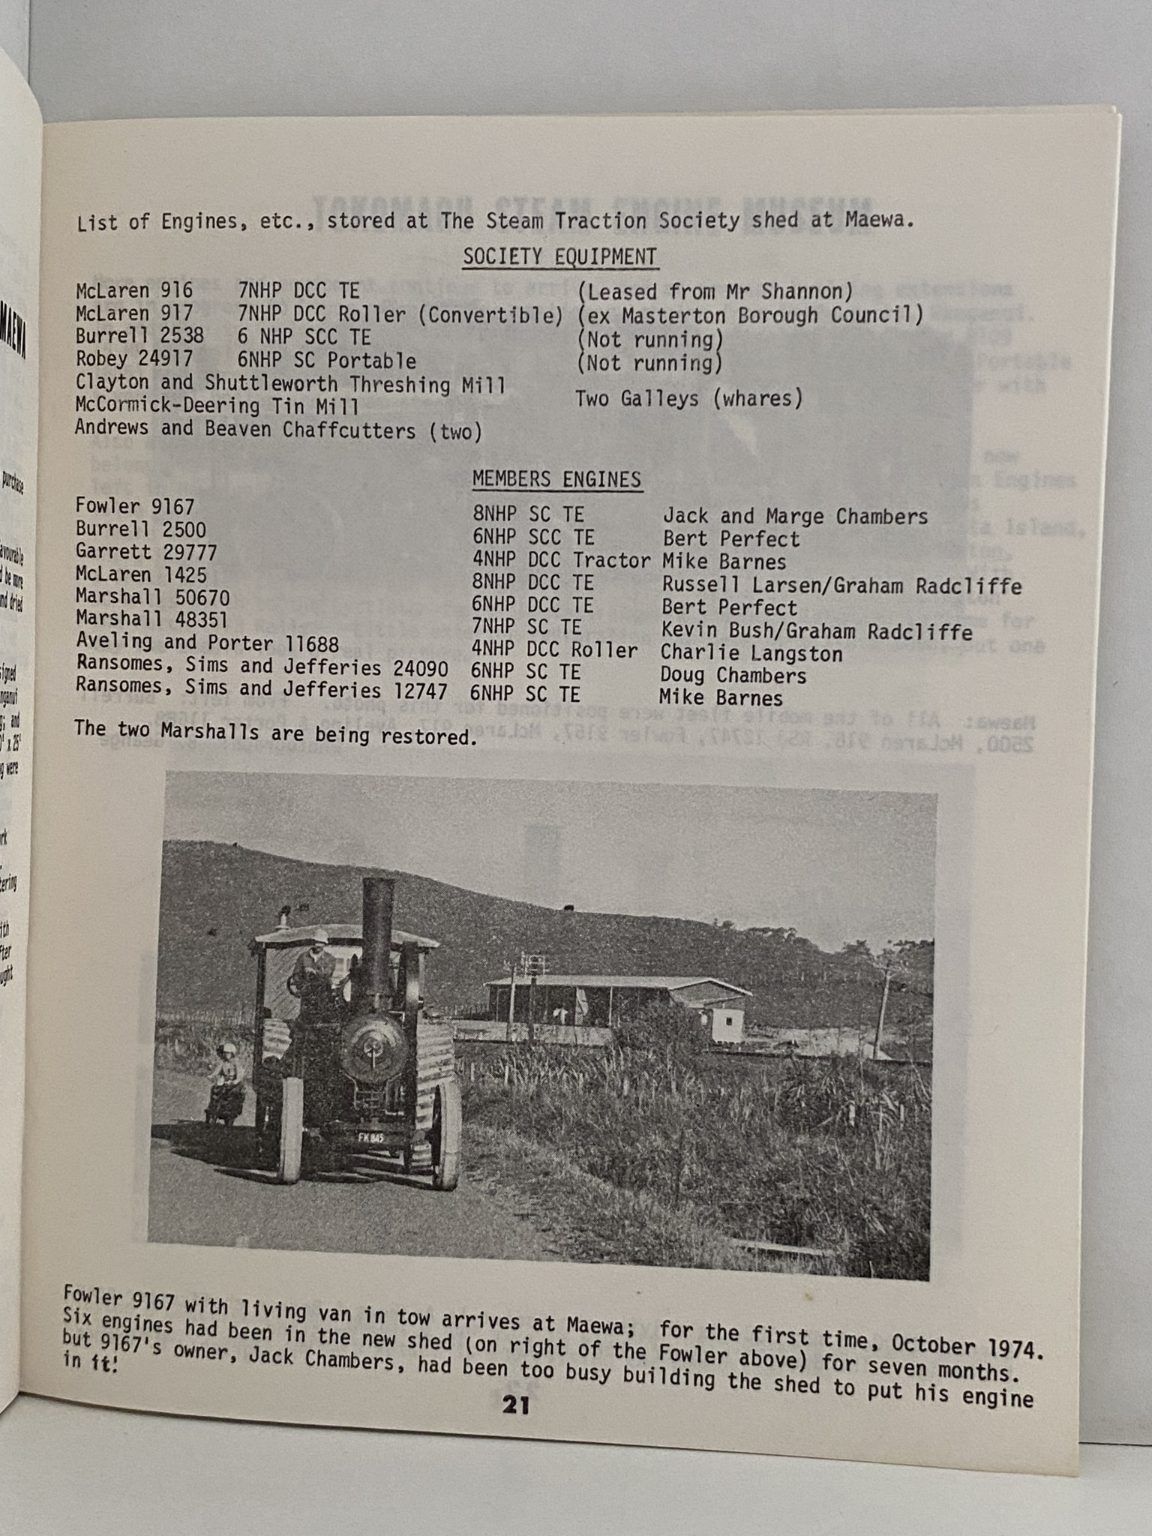 List of Engines, etc., stored at The Steam Traction Society shed at Maewa.
SOCIETY EQUIPMENT
McLaren 916 7NHP DCC TE (Leased from Mr Shannon)
McLaren 917 7NHP DCC Roller (Convertible) (ex Masterton Borough Council)
Burrell 2538 6 NHP SCC TE (Not running)
Robey 24917 6NHP SC Portable (Not running)
Clayton and Shuttleworth Threshing Mill
McCormick-Deering Tin Mill Two Galleys (whares)
Andrews and Beaven Chaffcutters (two)
MEMBERS ENGINES
Fowler 9167 8NHP SC TE Jack and Marge Chambers
Burrell 2500 6NHP SCC TE Bert Perfect
Garrett 29777 4NHP DCC Tractor Mike Barnes
McLaren 1425 8NHP DCC TE Russell Larsen/Graham Radcliffe
Marshall 50670 6NHP DCC TE Bert Perfect
Marshall 48351 7NHP SC TE Kevin Bush/Graham Radcliffe
Aveling and Porter 11688 4NHP DCC Roller Charlie Langston
Ransomes, Sims and Jefferies 24090 6NHP SC TE Doug Chambers
Ransomes, Sims and Jefferies 12747 6NHP SC TE Mike Barnes
The two Marshalls are being restored.
FK 845
Fowler 9167 with living van in tow arrives at Maewa; for the first time, October 1974.
Six engines had been in the new shed (on right of the Fowler above) for seven months.
but 9167's owner, Jack Chambers, had been too busy building the shed to put his engine
in it!
21
MAEWA
purchase